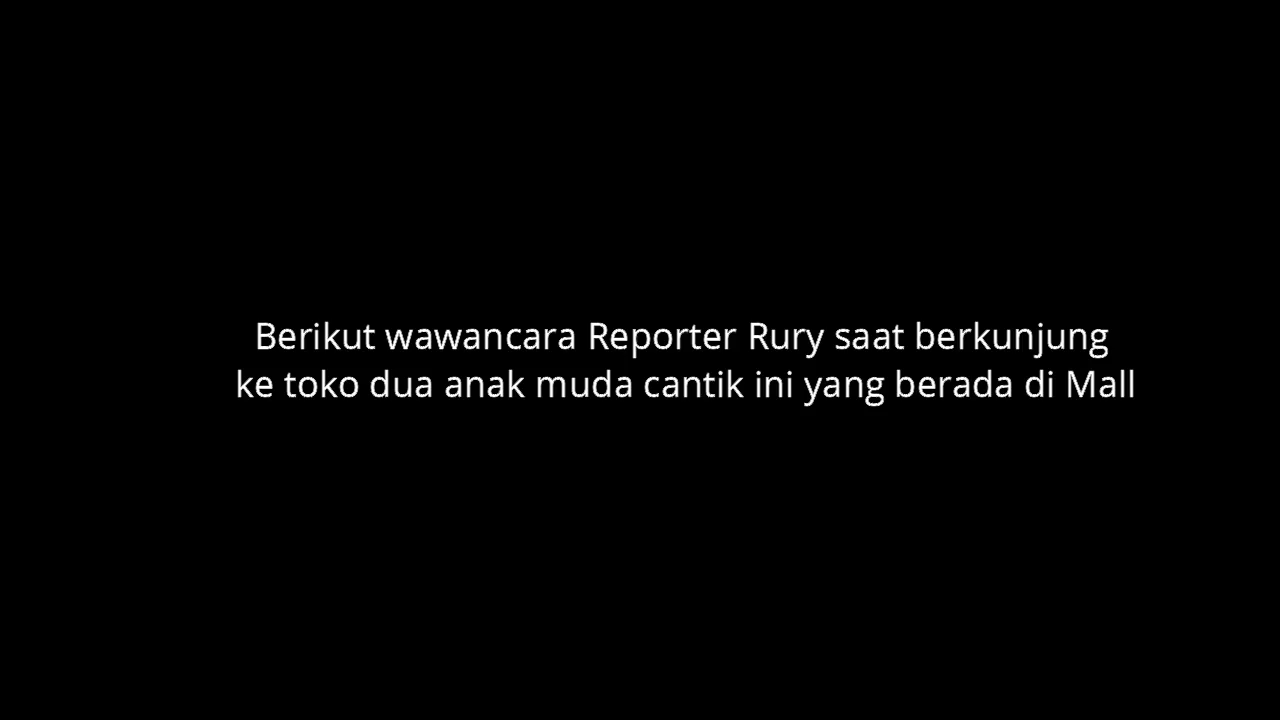 Berikut wawancara Reporter Rury saat berkunjung
ke toko dua anak muda cantik ini yang berada di Mall